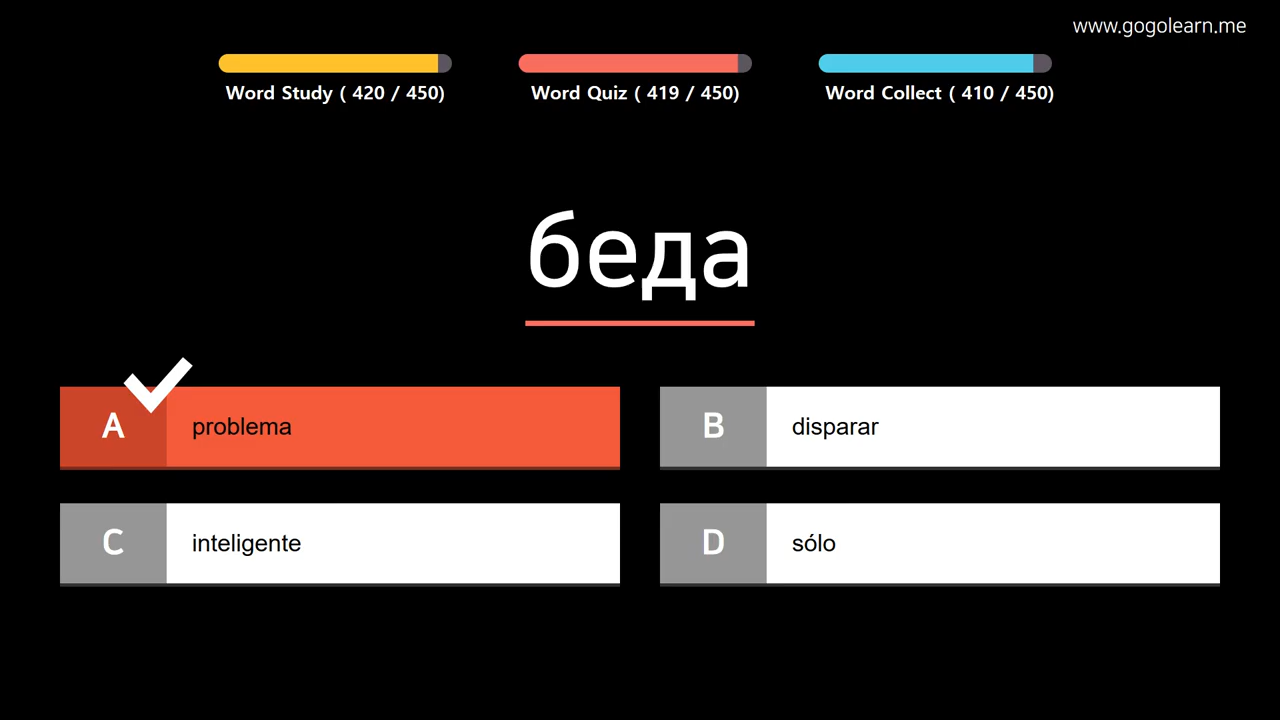 www.gogolearn.me
Word Study ( 420 / 450)
Word Quiz ( 419 / 450)
Word Collect ( 410 / 450)
беда
A problema
B disparar
C inteligente
D sólo